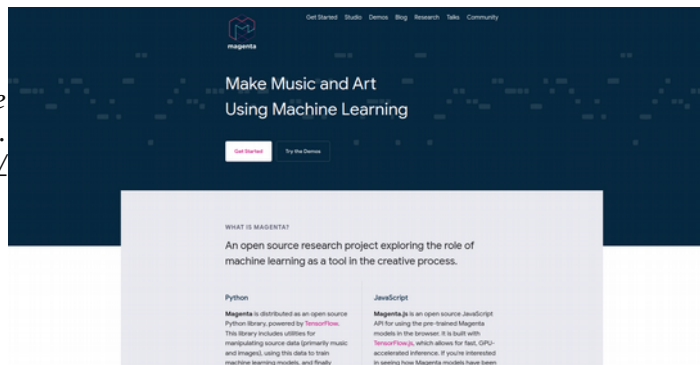 magenta
Get Started Studio Demos Blog Research Talks Community
Make Music and Art
Using Machine Learning
Get Started Try the Demos
WHAT IS MAGENTA?
An open source research project exploring the role of
machine learning as a tool in the creative process.
Python
Magenta is distributed as an open source
Python library, powered by TensorFlow.
This library includes utilities for
manipulating source data (primarily music
and images), using this data to train
machine learning models, and finally
JavaScript
Magenta.js is an open source JavaScript
API for using the pre-trained Magenta
models in the browser. It is built with
TensorFlow.js, which allows for fast, GPU-
accelerated inference. If you're interested
in seeing how Magenta models have been